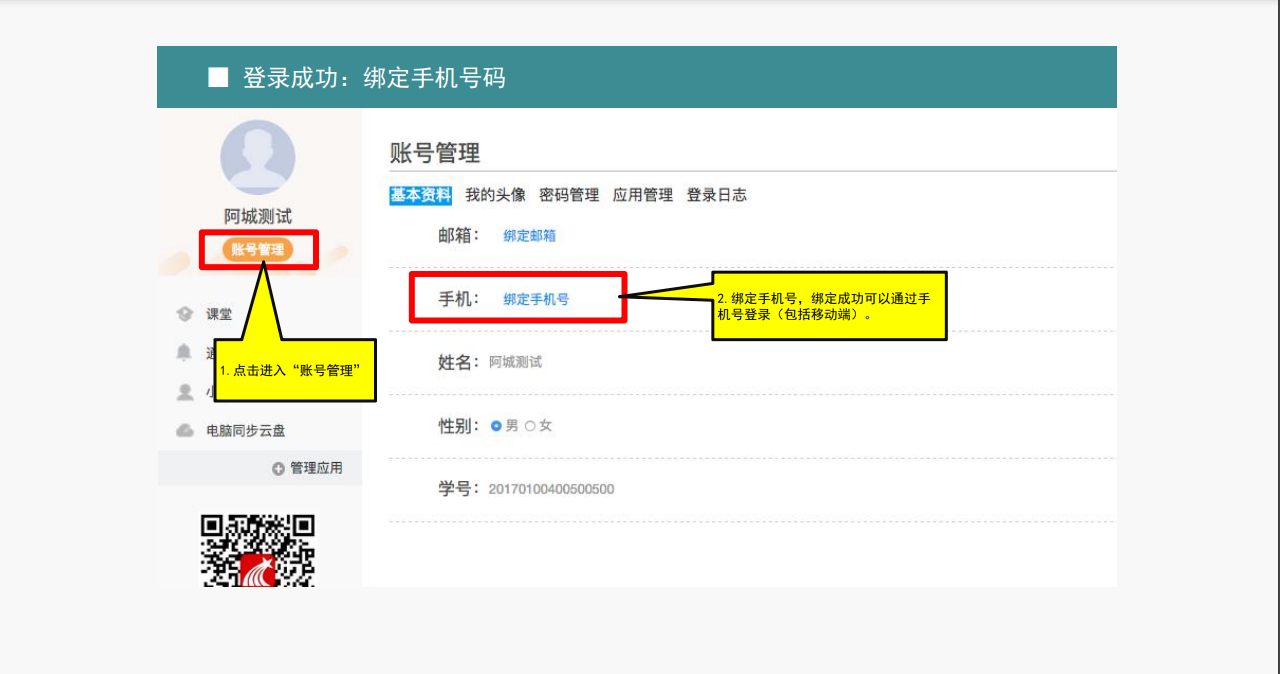 ■ 登录成功：绑定手机号码
阿城测试
账号管理
课堂
1.点击进入“账号管理”
电脑同步云盘
管理应用
账号管理
基本资料 我的头像 密码管理 应用管理 登录日志
邮箱： 绑定邮箱
手机： 绑定手机号
2.绑定手机号，绑定成功可以通过手
机号登录（包括移动端）。
姓名：阿城测试
性别： 男 女
学号：20170100400500500